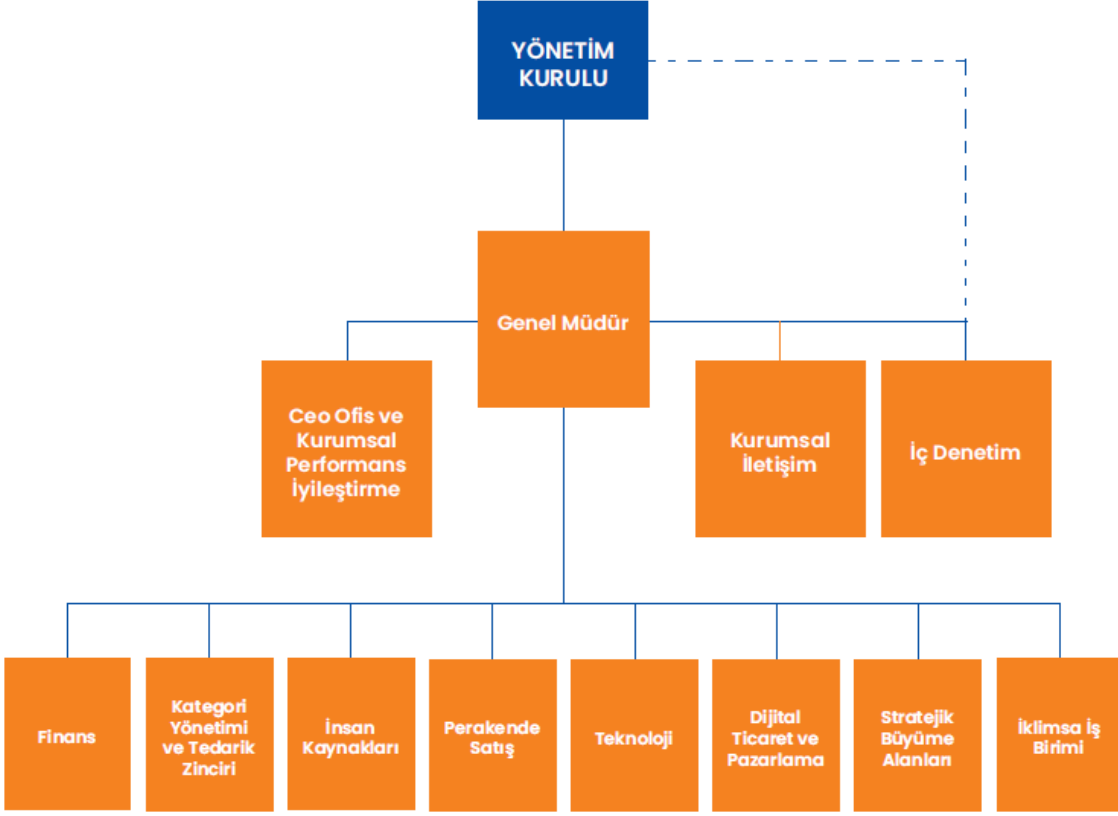 YÖNETİM
KURULU
Genel Müdür
Ceo Ofis ve
Kurumsal
Performans
İyileştirme
Kurumsal
İletişim
İç Denetim
Finans
Kategori
Yönetimi
ve Tedarik
Zinciri
İnsan
Kaynakları
Perakende
Satış
Teknoloji
Dijital
Ticaret ve
Pazarlama
Stratejik
Büyüme
Alanları
İklimsa İş
Birimi